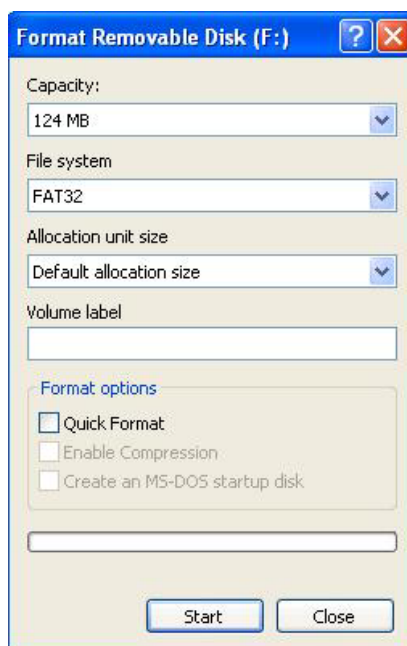 Format Removable Disk (F:)
Capacity:
124 MB
File system
FAT32
Allocation unit size
Default allocation size
Volume label
Format options
Quick Format
Enable Compression
Create an MS-DOS startup disk
Start Close